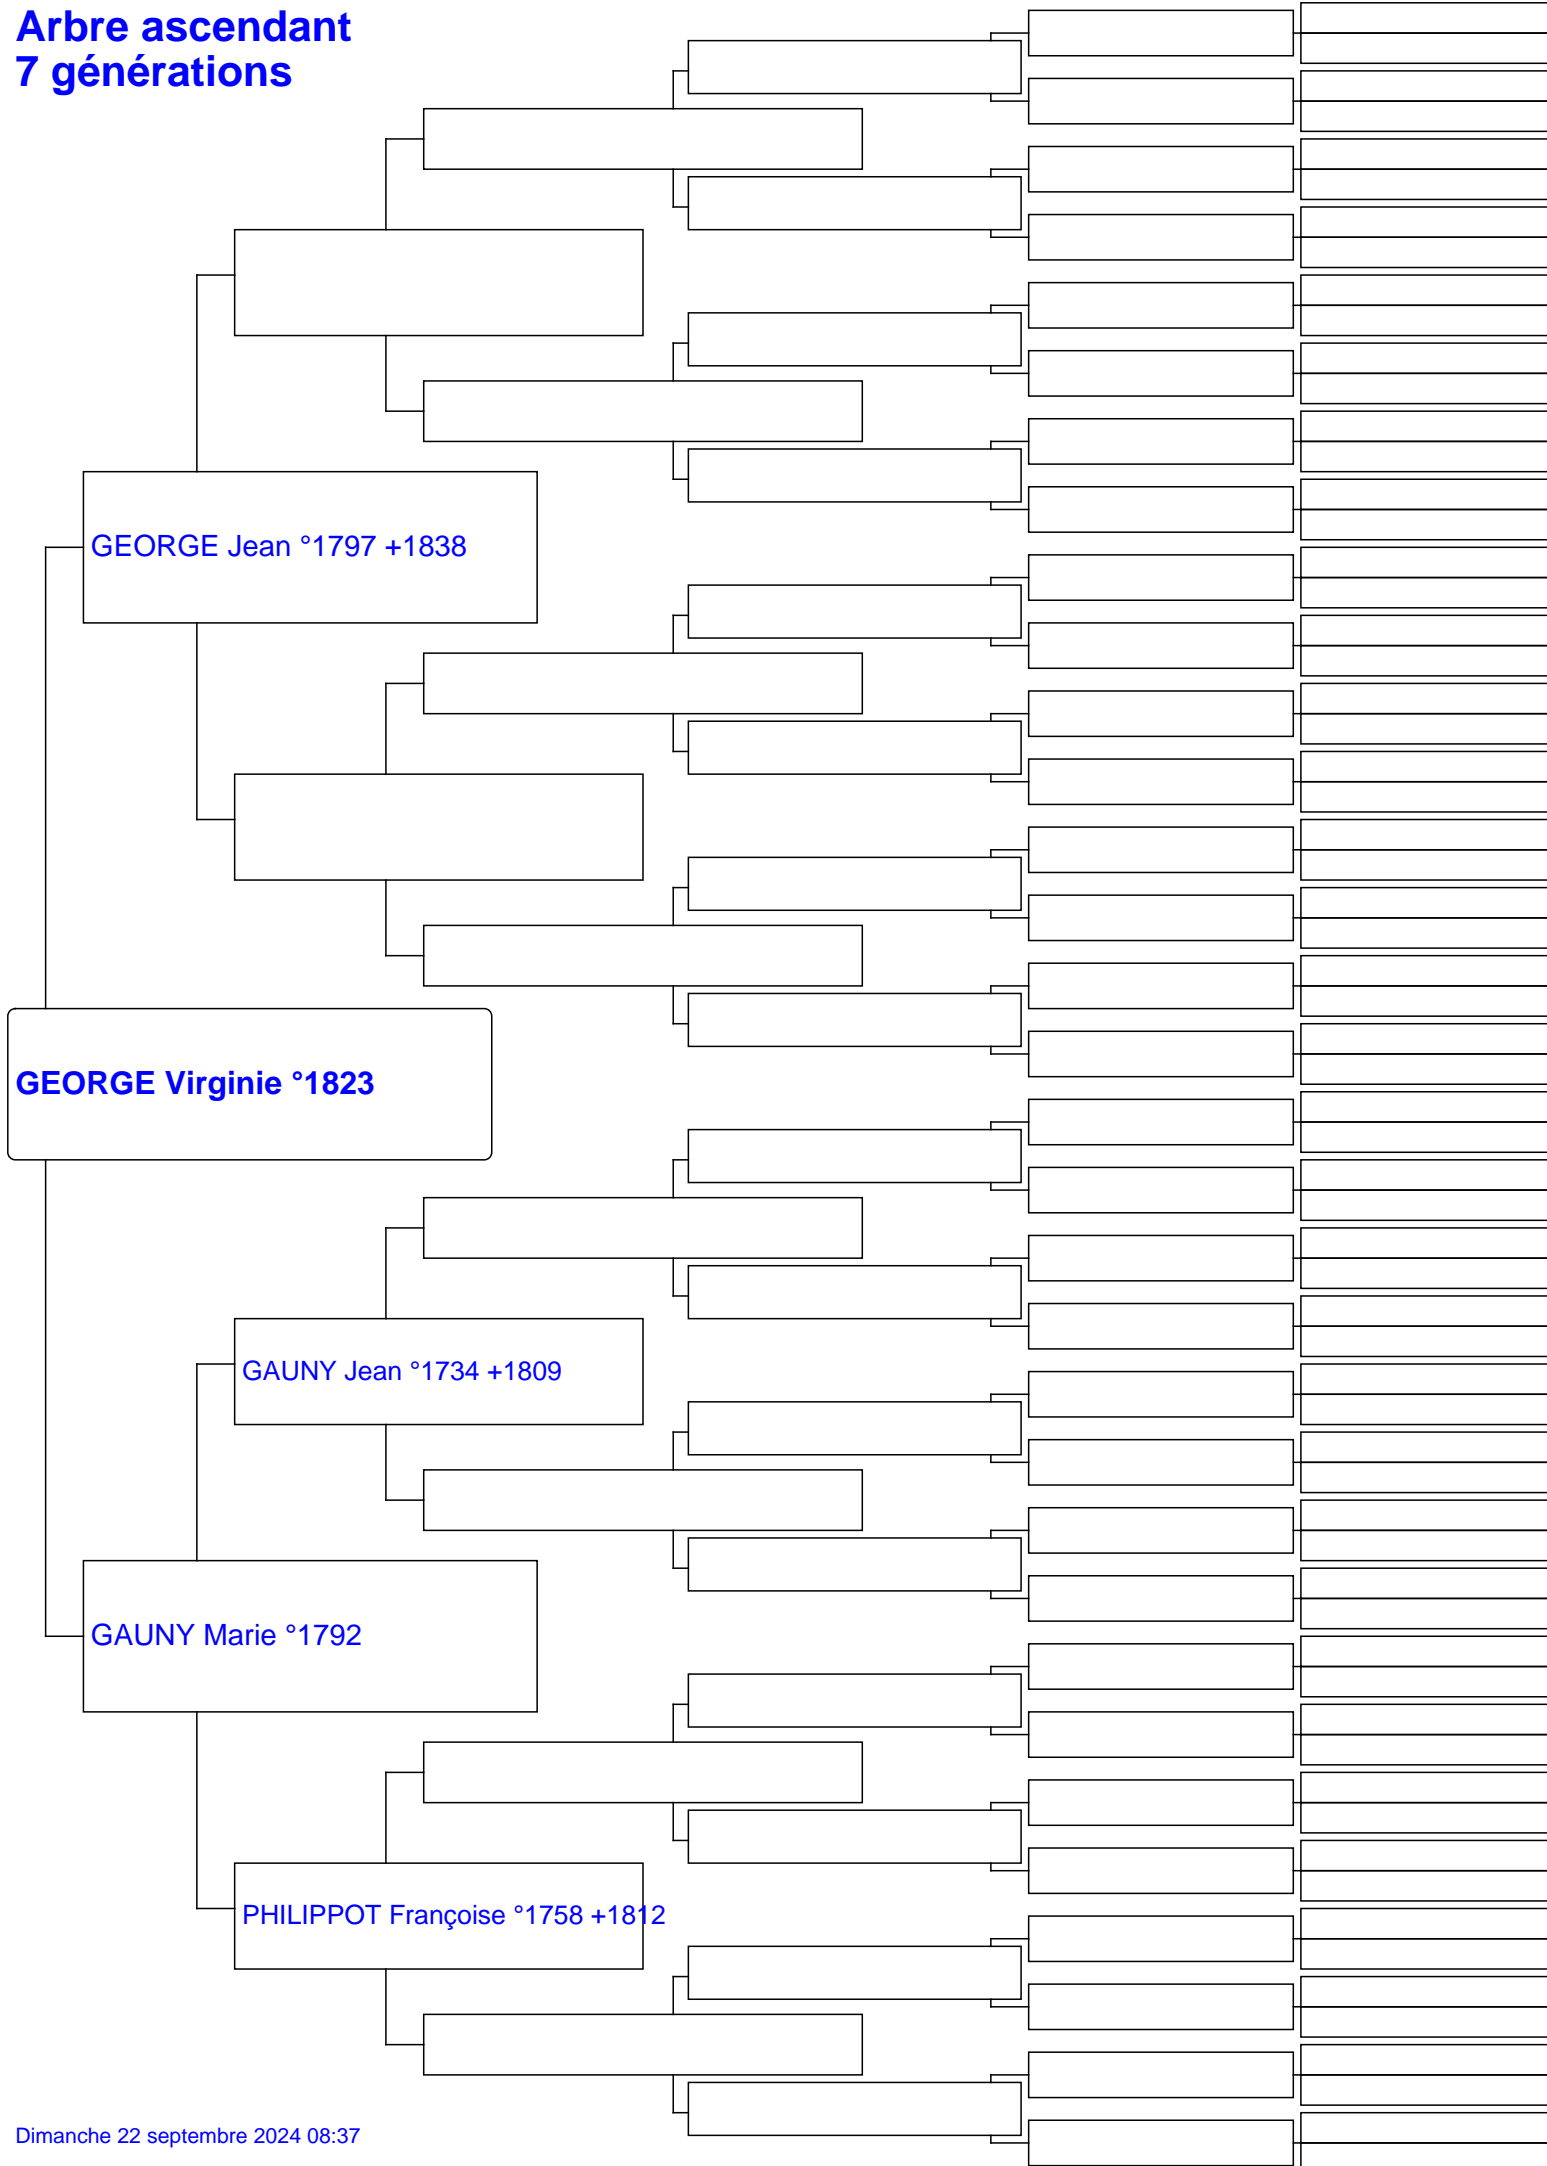 Arbre ascendant
7 générations
GEORGE Jean °1797 +1838
GEORGE Virginie °1823
GAUNY Jean °1734 +1809
GAUNY Marie °1792
PHILIPPOT Françoise °1758 +1812
Dimanche 22 septembre 2024 08:37